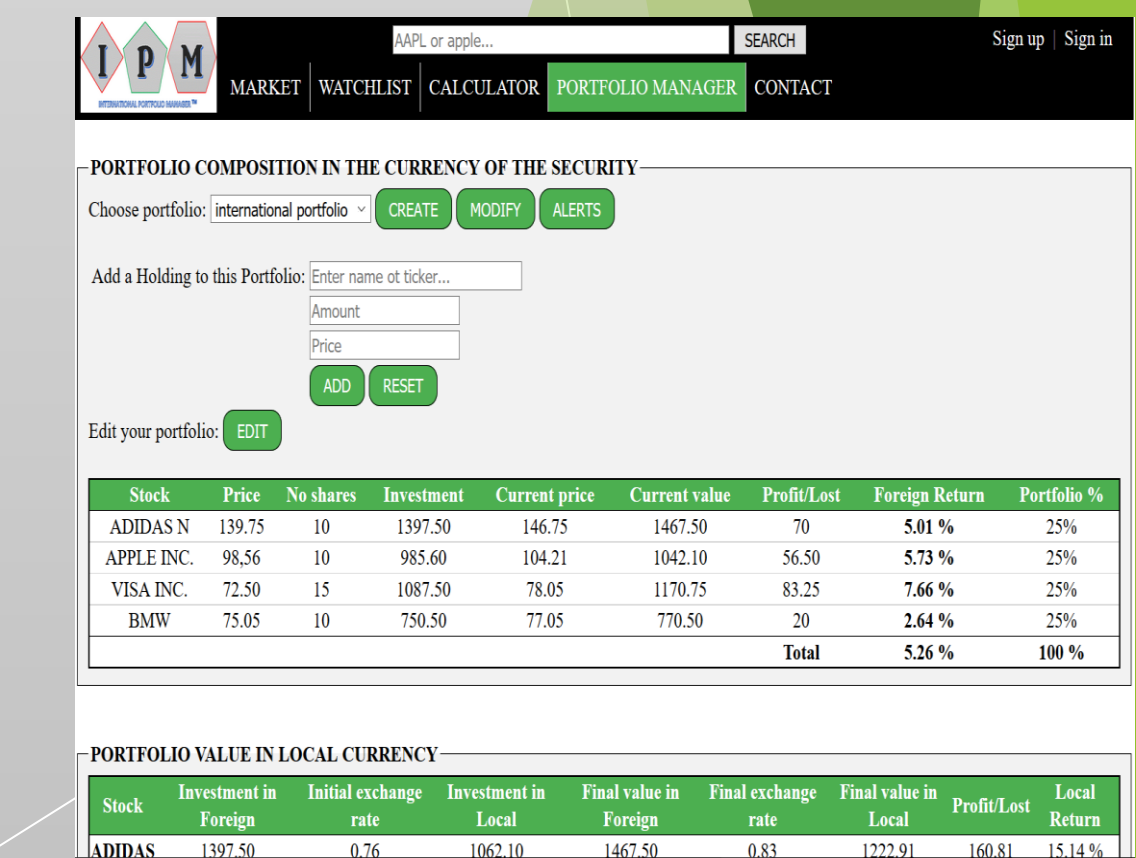 I P M
INTERNATIONAL PORTFOLIO MANAGER ™
AAPL or apple... SEARCH Sign up | Sign in
MARKET WATCHLIST CALCULATOR PORTFOLIO MANAGER CONTACT
PORTFOLIO COMPOSITION IN THE CURRENCY OF THE SECURITY
Choose portfolio: international portfolio CREATE MODIFY ALERTS
Add a Holding to this Portfolio: Enter name ot ticker...
Amount
Price
ADD RESET
Edit your portfolio: EDIT
Stock Price No shares Investment Current price Current value Profit/Lost Foreign Return Portfolio %
ADIDAS N 139.75 10 1397.50 146.75 1467.50 70 5.01 % 25%
APPLE INC. 98,56 10 985.60 104.21 1042.10 56.50 5.73 % 25%
VISA INC. 72.50 15 1087.50 78.05 1170.75 83.25 7.66 % 25%
BMW 75.05 10 750.50 77.05 770.50 20 2.64 % 25%
Total 5.26 % 100 %
PORTFOLIO VALUE IN LOCAL CURRENCY
Stock Investment in Foreign Initial exchange rate Investment in Local Final value in Foreign Final exchange rate Final value in Local Profit/Lost Local Return
ADIDAS 1397.50 0.76 1062.10 1467.50 0.83 1222.91 160.81 15.14 %